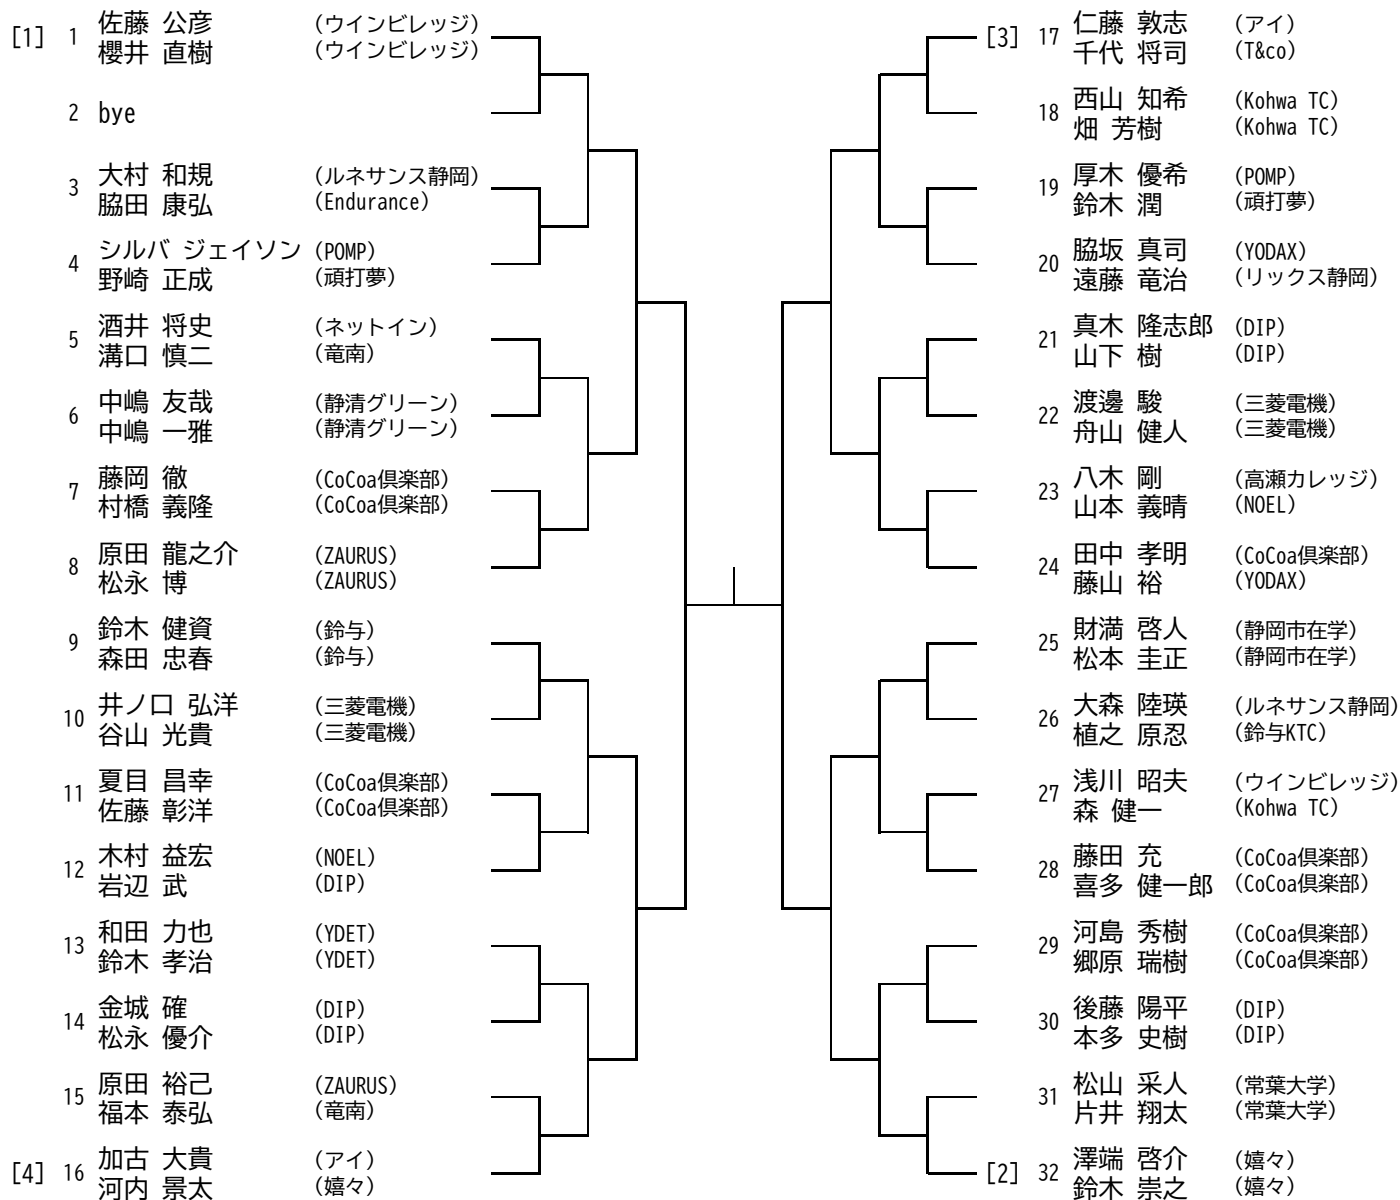 [1] 1 佐藤 公彦 (ウインビレッジ)
櫻井 直樹 (ウインビレッジ)
2 bye
3 大村 和規 (ルネサンス静岡)
脇田 康弘 (Endurance)
4 シルバ ジェイソン (POMP)
野崎 正成 (頑打夢)
5 酒井 将史 (ネットイン)
溝口 慎二 (竜南)
6 中嶋 友哉 (静清グリーン)
中嶋 一雅 (静清グリーン)
7 藤岡 徹 (CoCoa倶楽部)
村橋 義隆 (CoCoa倶楽部)
8 原田 龍之介 (ZAURUS)
松永 博 (ZAURUS)
9 鈴木 健資 (鈴与)
森田 忠春 (鈴与)
10 井ノ口 弘洋 (三菱電機)
谷山 光貴 (三菱電機)
11 夏目 昌幸 (CoCoa倶楽部)
佐藤 彰洋 (CoCoa倶楽部)
12 木村 益宏 (NOEL)
岩辺 武 (DIP)
13 和田 力也 (YDET)
鈴木 孝治 (YDET)
14 金城 確 (DIP)
松永 優介 (DIP)
15 原田 裕己 (ZAURUS)
福本 泰弘 (竜南)
[4] 16 加古 大貴 (アイ)
河内 景太 (嬉々)
[3] 17 仁藤 敦志 (アイ)
千代 将司 (T&co)
18 西山 知希 (Kohwa TC)
畑 芳樹 (Kohwa TC)
19 厚木 優希 (POMP)
鈴木 潤 (頑打夢)
20 脇坂 真司 (YODAX)
遠藤 竜治 (リックス静岡)
21 真木 隆志郎 (DIP)
山下 樹 (DIP)
22 渡邊 駿 (三菱電機)
舟山 健人 (三菱電機)
23 八木 剛 (高瀬カレッジ)
山本 義晴 (NOEL)
24 田中 孝明 (CoCoa倶楽部)
藤山 裕 (YODAX)
25 財満 啓人 (静岡市在学)
松本 圭正 (静岡市在学)
26 大森 陸瑛 (ルネサンス静岡)
植之 原忍 (鈴与KTC)
27 浅川 昭夫 (ウインビレッジ)
森 健一 (Kohwa TC)
28 藤田 充 (CoCoa倶楽部)
喜多 健一郎 (CoCoa倶楽部)
29 河島 秀樹 (CoCoa倶楽部)
郷原 瑞樹 (CoCoa倶楽部)
30 後藤 陽平 (DIP)
本多 史樹 (DIP)
31 松山 采人 (常葉大学)
片井 翔太 (常葉大学)
[2] 32 澤端 啓介 (嬉々)
鈴木 崇之 (嬉々)